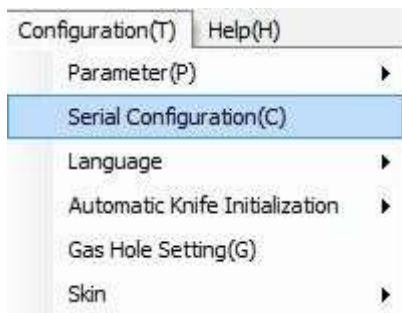 Configuration(T) Help(H)
Parameter(P)
Serial Configuration(C)
Language
Automatic Knife Initialization
Gas Hole Setting(G)
Skin